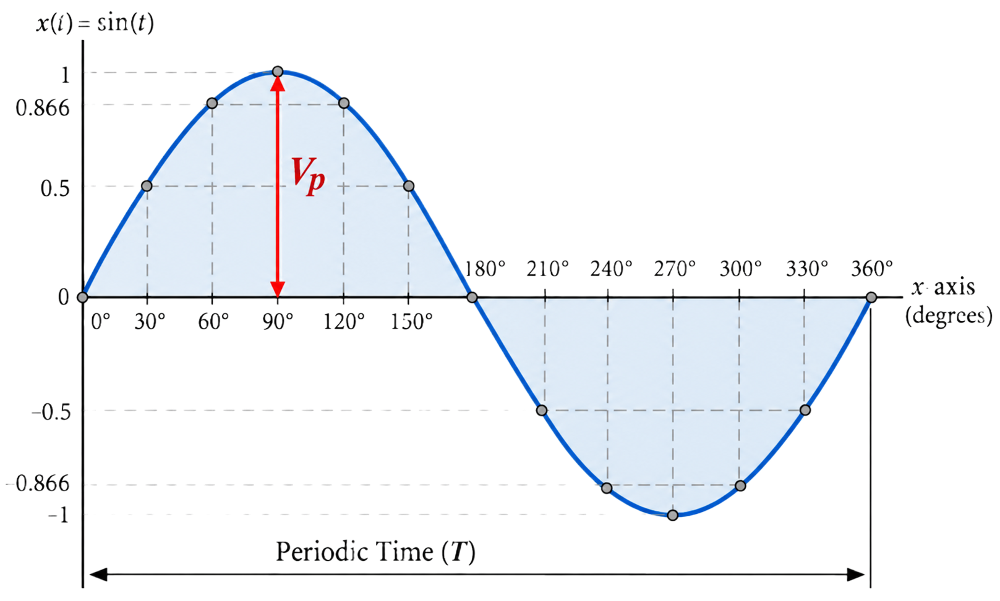 x(i) = sin(t)
1
0.866
Vp
0.5
180° 210° 240° 270° 300° 330° 360°
x axis
0
(degrces)
0° 30° 60° 90° 120° 150°
–0.5
–0.866
–1
Periodic Time (T)